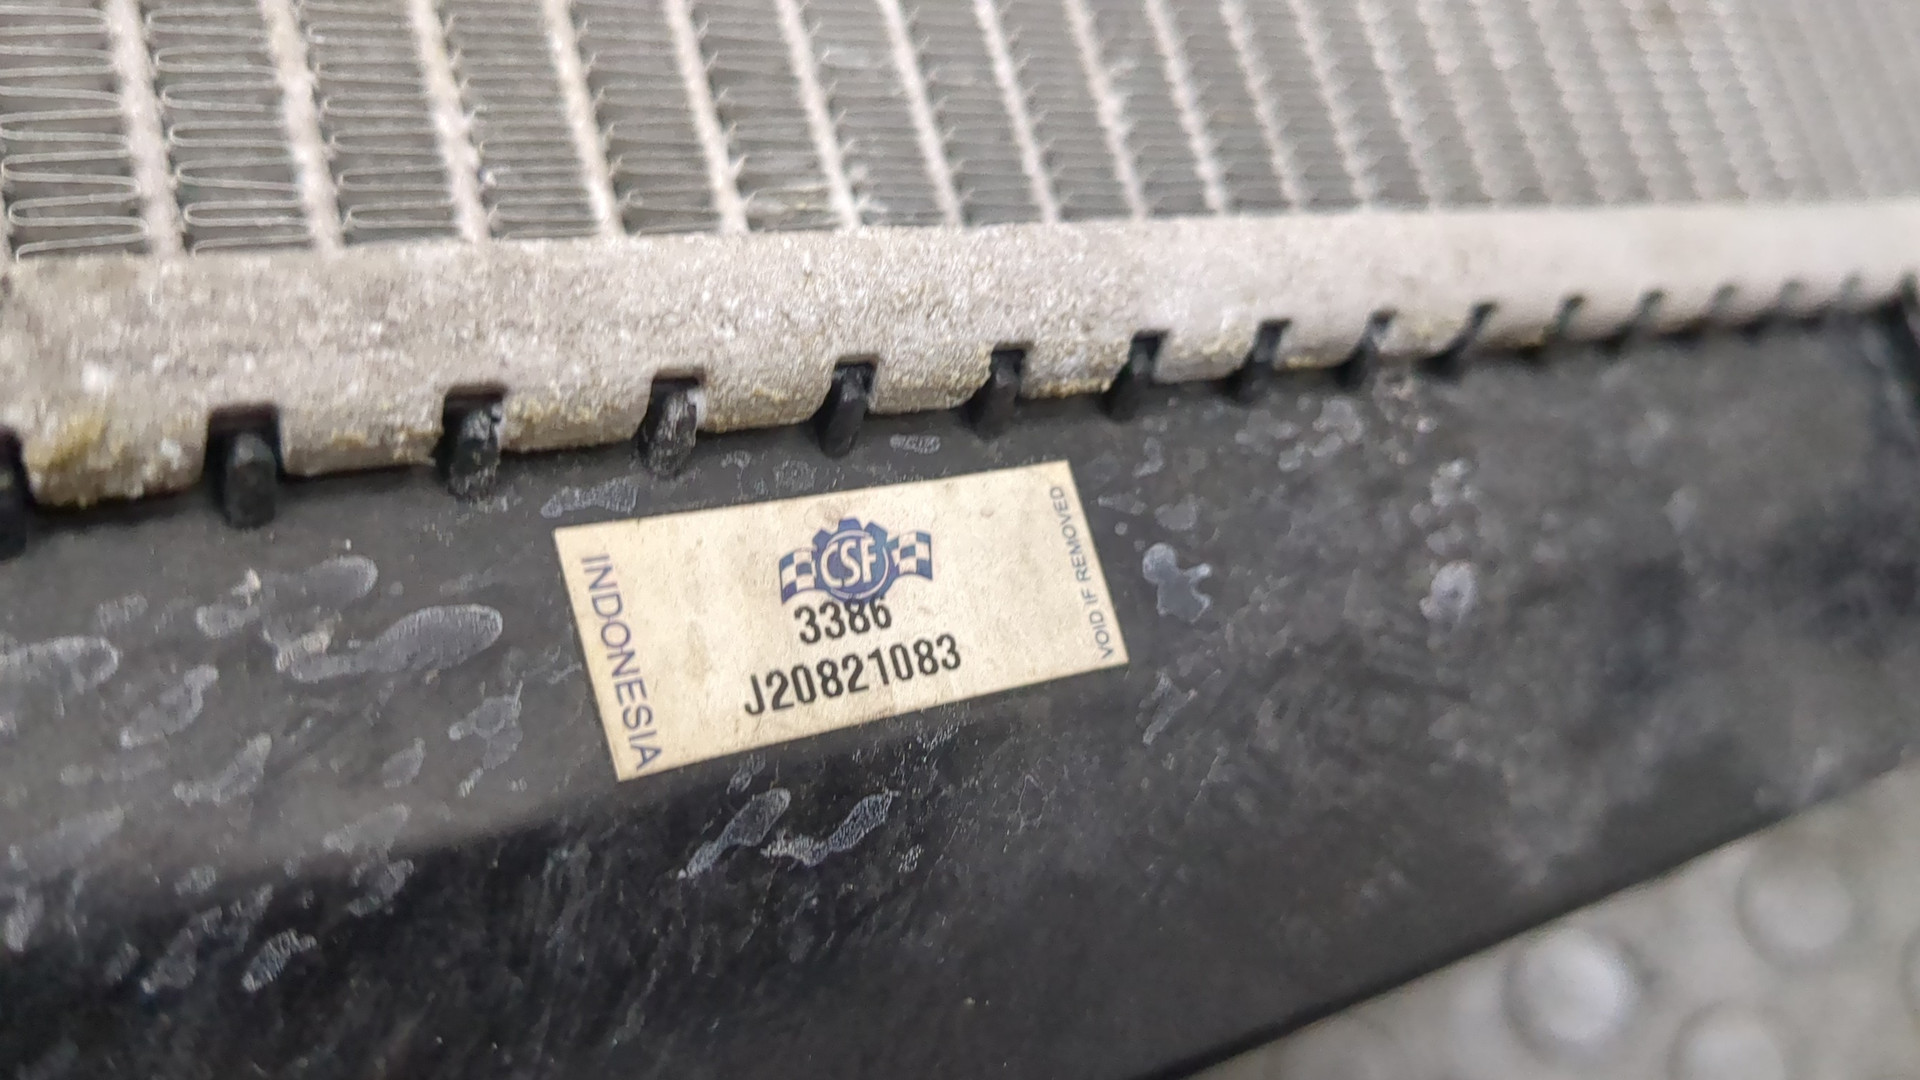 INDONESIA
CSF
3386
J20821083
VOID IF REMOVED